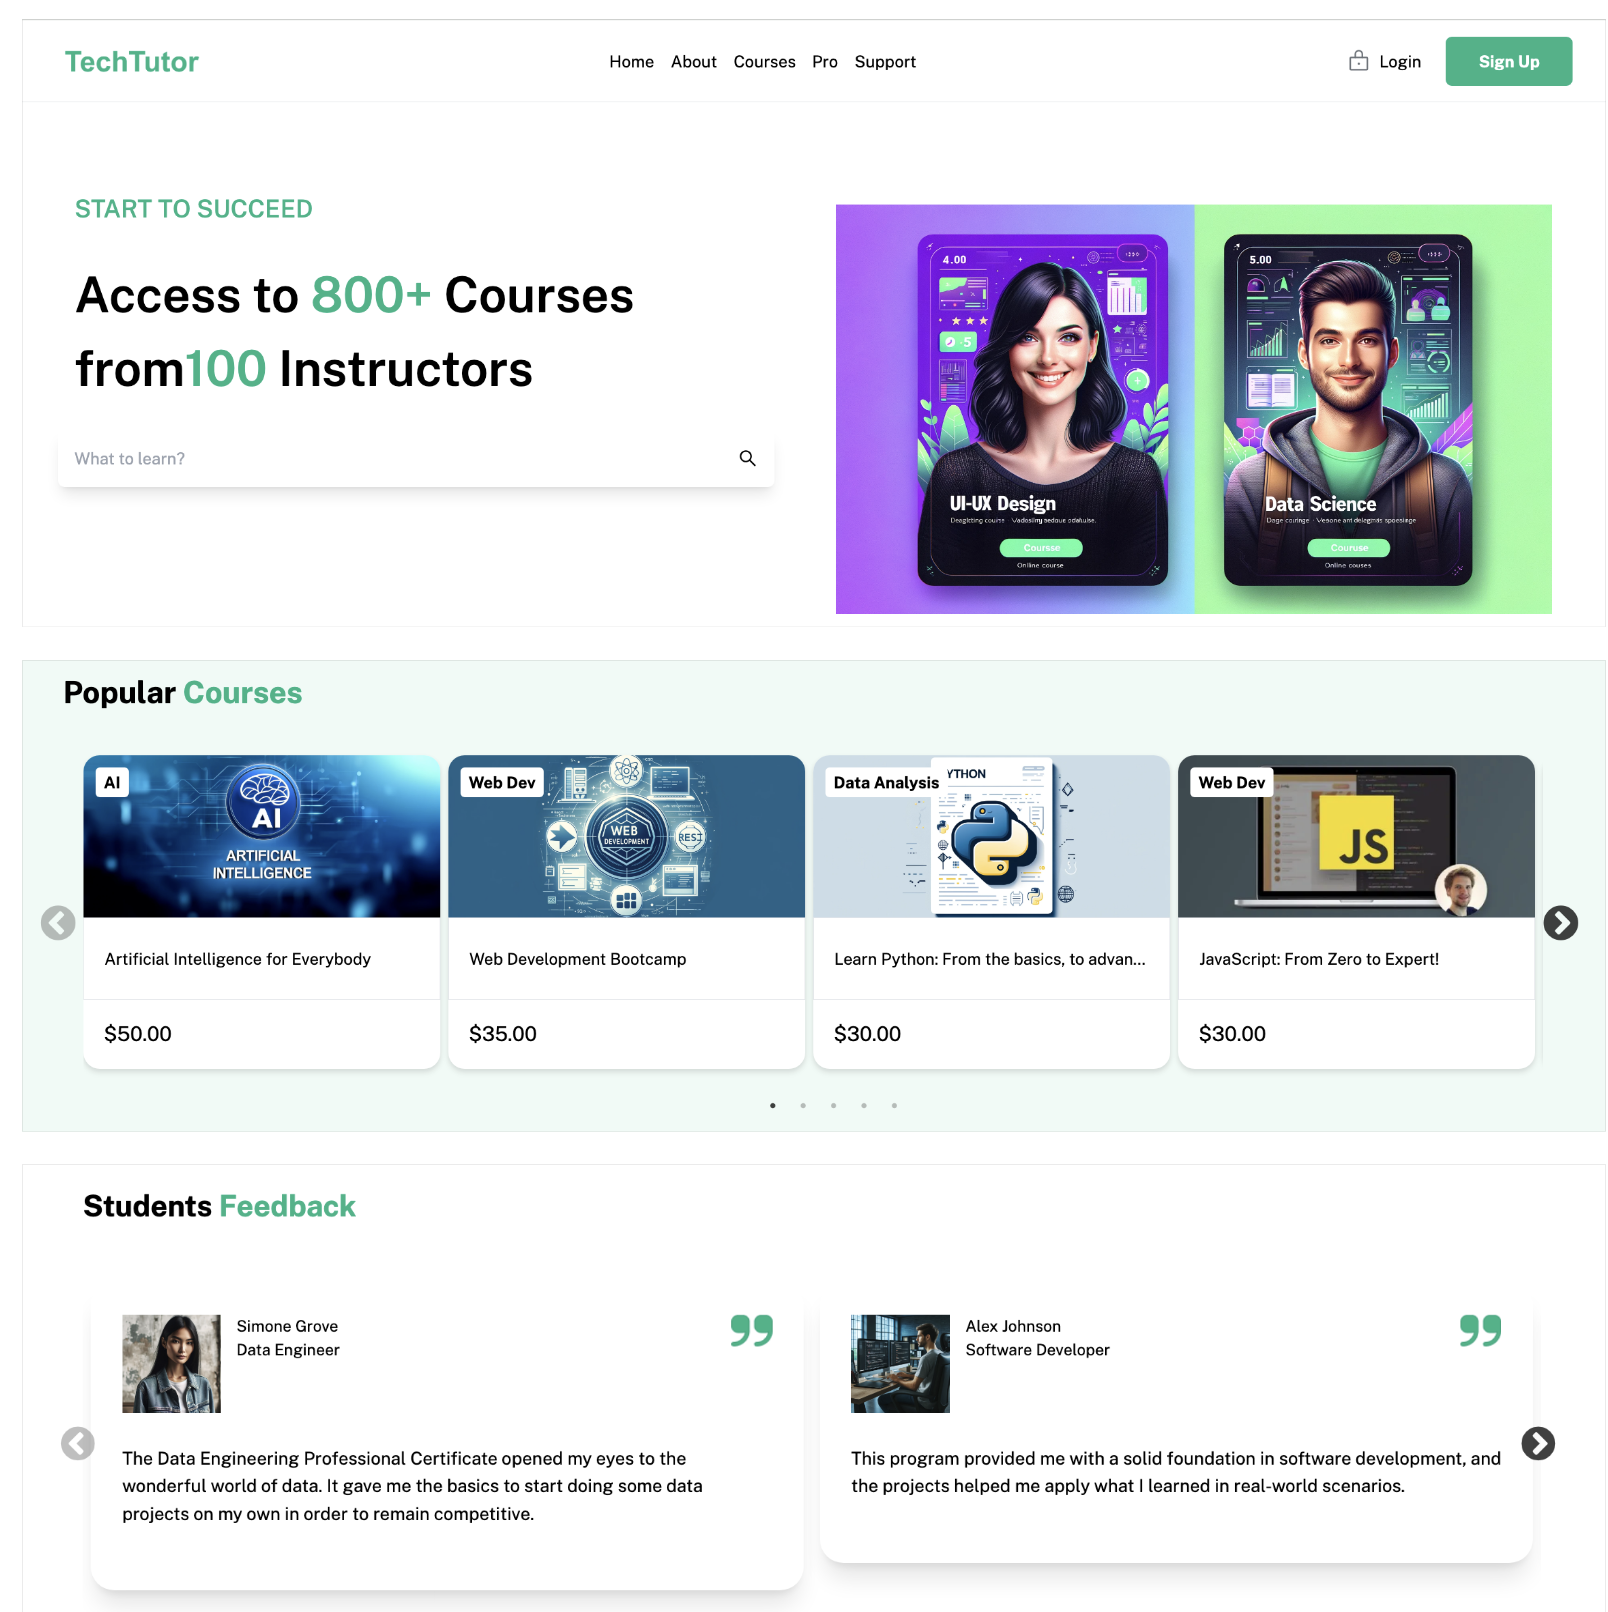 TechTutor
Home About Courses Pro Support
Login
Sign Up
START TO SUCCEED
Access to 800+ Courses
from100 Instructors
What to learn?
4.00
5
UI-UX Design
Coursse
Online course
5.00
Data Science
Couruse
Online couses
Popular Courses
AI
AI
ARTIFICIAL
INTELLIGENCE
Artificial Intelligence for Everybody
$50.00
Web Dev
WEB
DEVELOPMENT
REST
Web Development Bootcamp
$35.00
Data Analysis
YTHON
Learn Python: From the basics, to advan...
$30.00
Web Dev
JS
JavaScript: From Zero to Expert!
$30.00
Students Feedback
Simone Grove
Data Engineer
The Data Engineering Professional Certificate opened my eyes to the
wonderful world of data. It gave me the basics to start doing some data
projects on my own in order to remain competitive.
Alex Johnson
Software Developer
This program provided me with a solid foundation in software development, and
the projects helped me apply what I learned in real-world scenarios.